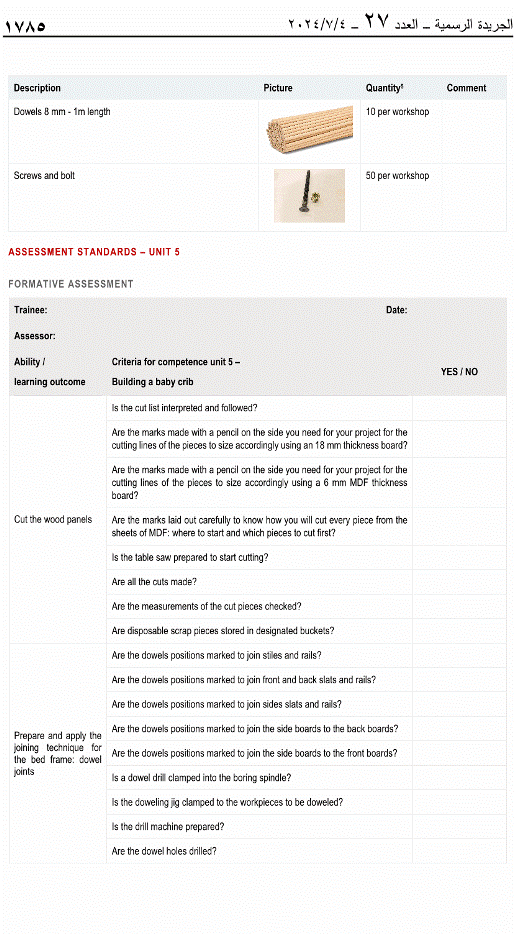 ١٧٨٥ الجريدة الرسمية ــ العدد ٢٧ ــ ٢٠٢٤/٧/٤
Description Picture Quantity¹ Comment
Dowels 8 mm - 1m length 10 per workshop
Screws and bolt 50 per workshop
ASSESSMENT STANDARDS – UNIT 5
FORMATIVE ASSESSMENT
Trainee: Date:
Assessor:
Ability /
learning outcome
Criteria for competence unit 5 –
Building a baby crib
YES / NO
Cut the wood panels
Is the cut list interpreted and followed?
Are the marks made with a pencil on the side you need for your project for the
cutting lines of the pieces to size accordingly using an 18 mm thickness board?
Are the marks made with a pencil on the side you need for your project for the
cutting lines of the pieces to size accordingly using a 6 mm MDF thickness
board?
Are the marks laid out carefully to know how you will cut every piece from the
sheets of MDF: where to start and which pieces to cut first?
Is the table saw prepared to start cutting?
Are all the cuts made?
Are the measurements of the cut pieces checked?
Are disposable scrap pieces stored in designated buckets?
Prepare and apply the
joining technique for
the bed frame: dowel
joints
Are the dowels positions marked to join stiles and rails?
Are the dowels positions marked to join front and back slats and rails?
Are the dowels positions marked to join sides slats and rails?
Are the dowels positions marked to join the side boards to the back boards?
Are the dowels positions marked to join the side boards to the front boards?
Is a dowel drill clamped into the boring spindle?
Is the doweling jig clamped to the workpieces to be doweled?
Is the drill machine prepared?
Are the dowel holes drilled?